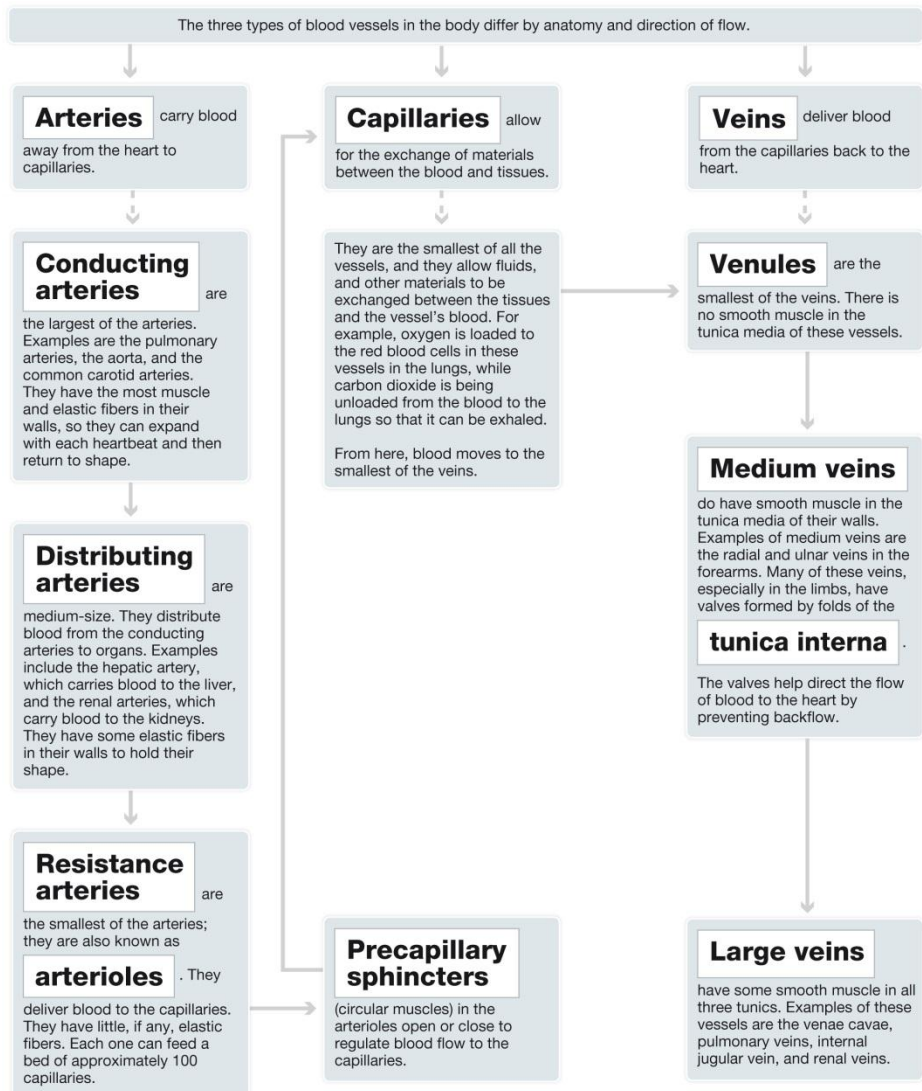 The three types of blood vessels in the body differ by anatomy and direction of flow.
Arteries carry blood
away from the heart to
capillaries.
Conducting
arteries are
the largest of the arteries.
Examples are the pulmonary
arteries, the aorta, and the
common carotid arteries.
They have the most muscle
and elastic fibers in their
walls, so they can expand
with each heartbeat and then
return to shape.
Distributing
arteries are
medium-size. They distribute
blood from the conducting
arteries to organs. Examples
include the hepatic artery,
which carries blood to the liver,
and the renal arteries, which
carry blood to the kidneys.
They have some elastic fibers
in their walls to hold their
shape.
Resistance
arteries are
the smallest of the arteries;
they are also known as
arterioles . They
deliver blood to the capillaries.
They have little, if any, elastic
fibers. Each one can feed a
bed of approximately 100
capillaries.
Precapillary
sphincters
(circular muscles) in the
arterioles open or close to
regulate blood flow to the
capillaries.
Capillaries allow
for the exchange of materials
between the blood and tissues.
They are the smallest of all the
vessels, and they allow fluids,
and other materials to be
exchanged between the tissues
and the vessel's blood. For
example, oxygen is loaded to
the red blood cells in these
vessels in the lungs, while
carbon dioxide is being
unloaded from the blood to the
lungs so that it can be exhaled.
From here, blood moves to the
smallest of the veins.
Veins deliver blood
from the capillaries back to the
heart.
Venules are the
smallest of the veins. There is
no smooth muscle in the
tunica media of these vessels.
Medium veins
do have smooth muscle in the
tunica media of their walls.
Examples of medium veins are
the radial and ulnar veins in the
forearms. Many of these veins,
especially in the limbs, have
valves formed by folds of the
tunica interna .
The valves help direct the flow
of blood to the heart by
preventing backflow.
Large veins
have some smooth muscle in all
three tunics. Examples of these
vessels are the venae cavae,
pulmonary veins, internal
jugular vein, and renal veins.